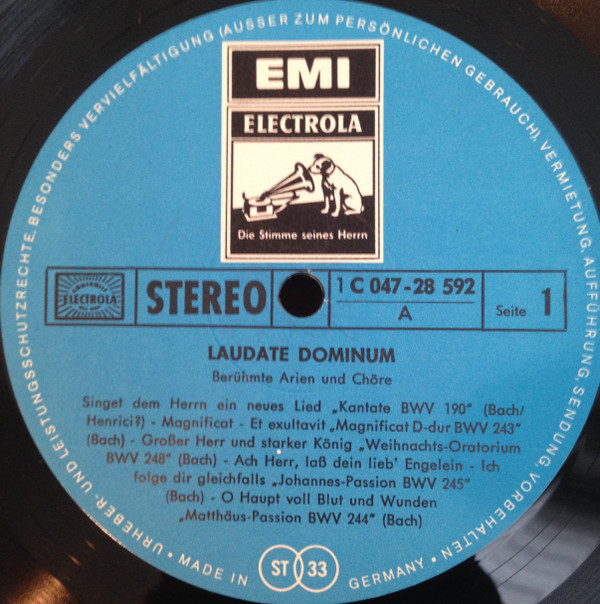 URHEBER- UND LEISTUNGSSCHUTZRECHTE, BESONDERS VERVIELFÄLTIGUNG (AUSSER ZUM PERSÖNLICHEN GEBRAUCH), VERMIETUNG, AUFFÜHRUNG, SENDUNG, VORBEHALTEN •
EMI
ELECTROLA
Die Stimme seines Herrn
ELECTROLA
STEREO
1 C 047-28 592
A
Seite 1
LAUDATE DOMINUM
Berühmte Arien und Chöre
Singet dem Herrn ein neues Lied „Kantate BWV 190" (Bach/
Henrici?) - Magnificat - Et exultavit „Magnificat D-dur BWV 243"
(Bach) - Großer Herr und starker König „Weihnachts-Oratorium
BWV 248" (Bach) - Ach Herr, laß dein lieb' Engelein - Ich
folge dir gleichfalls „Johannes-Passion BWV 245"
(Bach) - O Haupt voll Blut und Wunden
„Matthäus-Passion BWV 244" (Bach)
• MADE IN GERMANY •
ST 33